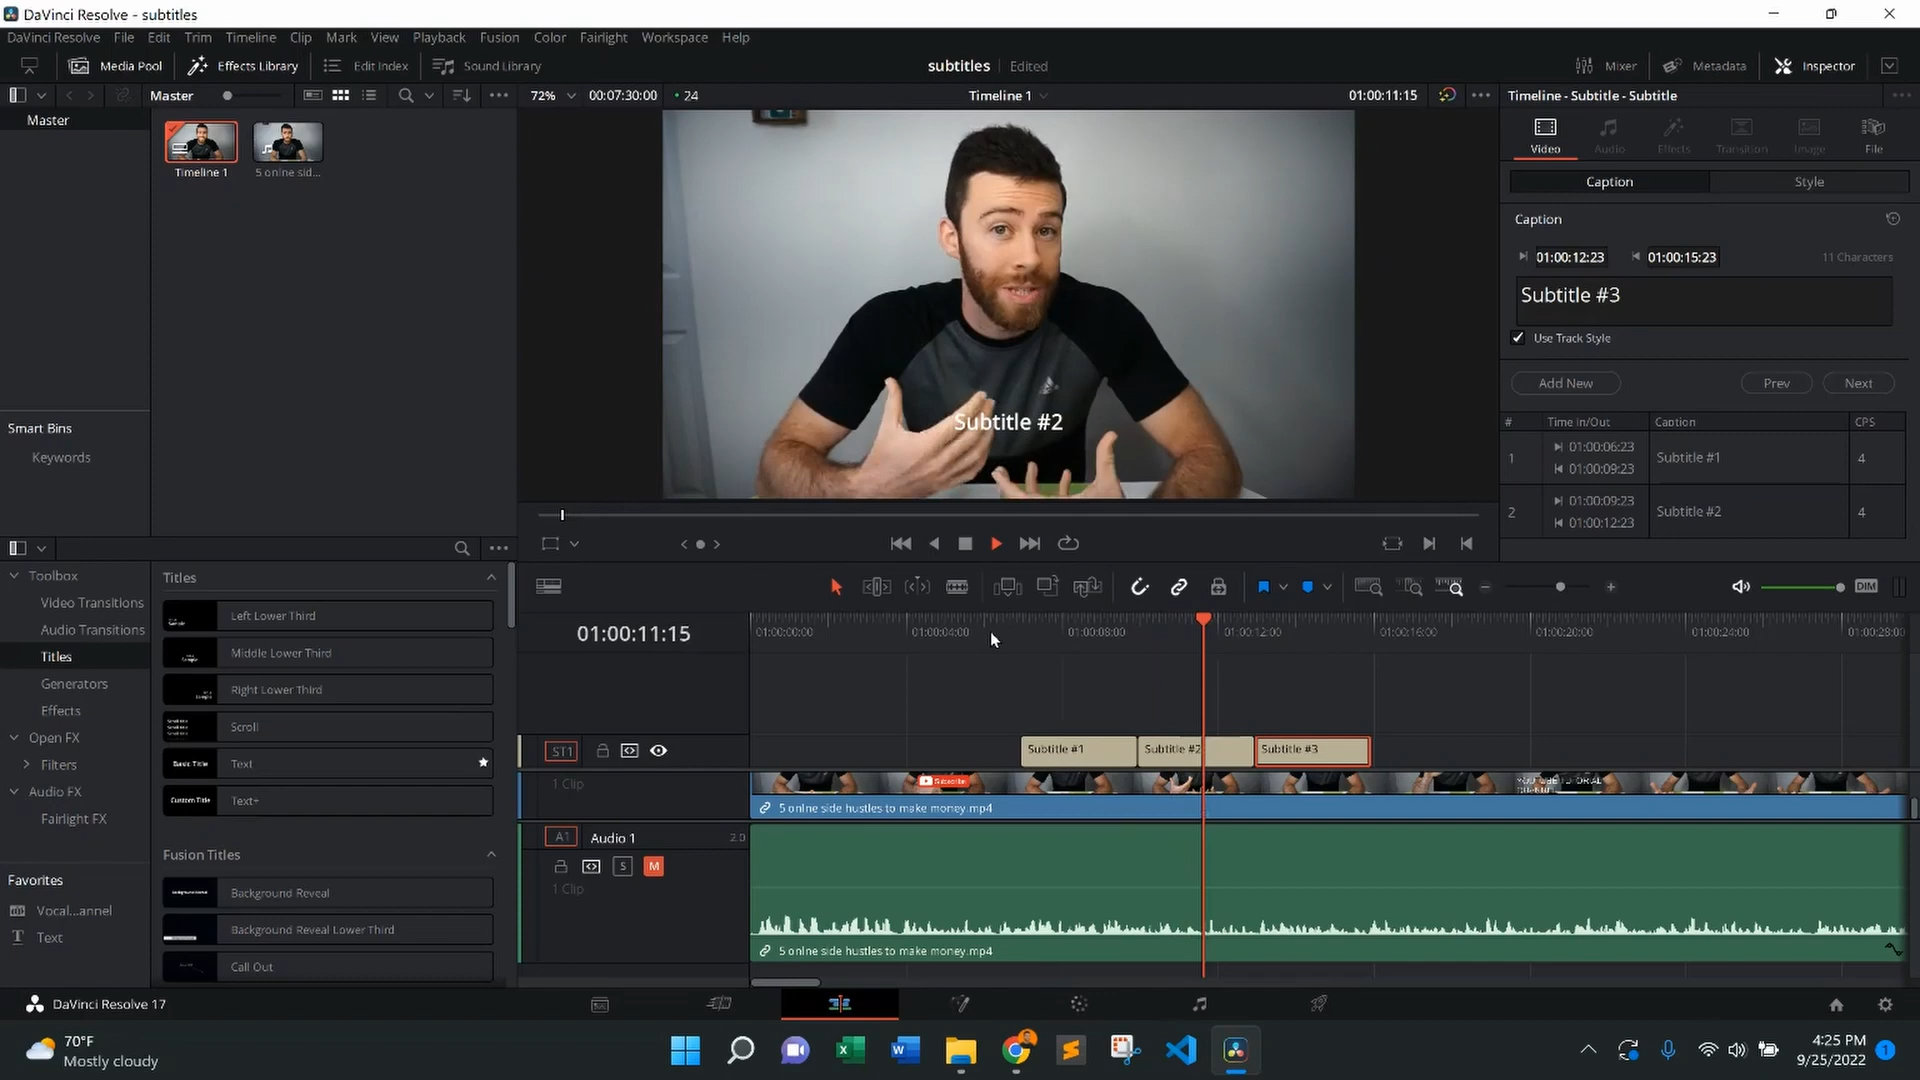 DaVinci Resolve - subtitles
DaVinci Resolve File Edit Trim Timeline Clip Mark View Playback Fusion Color Fairlight Workspace Help
Media Pool Effects Library Edit Index Sound Library subtitles Edited Mixer Metadata Inspector
Master 72% 00:07:30:00 24 Timeline 1 01:00:11:15 Timeline - Subtitle - Subtitle
Master
Timeline 1 5 onlne sid...
Video Audio Effects Transition Image File
Caption Style
Caption
01:00:12:23 01:00:15:23 11 Characters
Subtitle #3
Use Track Style
Add New Prev Next
# Time In/Out Caption CPS
1 01:00:06:23 01:00:09:23 Subtitle #1 4
2 01:00:09:23 01:00:12:23 Subtitle #2 4
Subtitle #2
Smart Bins
Keywords
Toolbox
Video Transitions
Audio Transitions
Titles
Generators
Effects
Open FX
Filters
Audio FX
Fairlight FX
Favorites
Vocal...annel
Text
Titles
Left Lower Third
Middle Lower Third
Right Lower Third
Scroll
Basic Title Text
Custom Title Text+
Fusion Titles
Background Reveal
Background Reveal Lower Third
Call Out
DIM
01:00:11:15
01:00:00:00 01:00:04:00 01:00:08:00 01:00:12:00 01:00:16:00 01:00:20:00 01:00:24:00 01:00:28:00
ST1 Subtitle #1 Subtitle #2 Subtitle #3
1 Clip
Subscribe
YOUTUBE TUTORIAL
5 onlne side hustles to make money.mp4
A1 Audio 1 2.0
S M
1 Clip
5 onlne side hustles to make money.mp4
DaVinci Resolve 17
70°F
Mostly cloudy
4:25 PM
9/25/2022
1